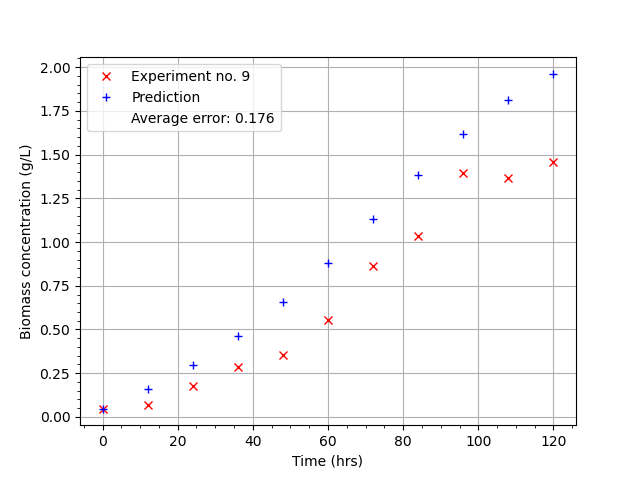 Experiment no. 9
Prediction
Average error: 0.176
Biomass concentration (g/L)
2.00
1.75
1.50
1.25
1.00
0.75
0.50
0.25
0.00
0 20 40 60 80 100 120
Time (hrs)